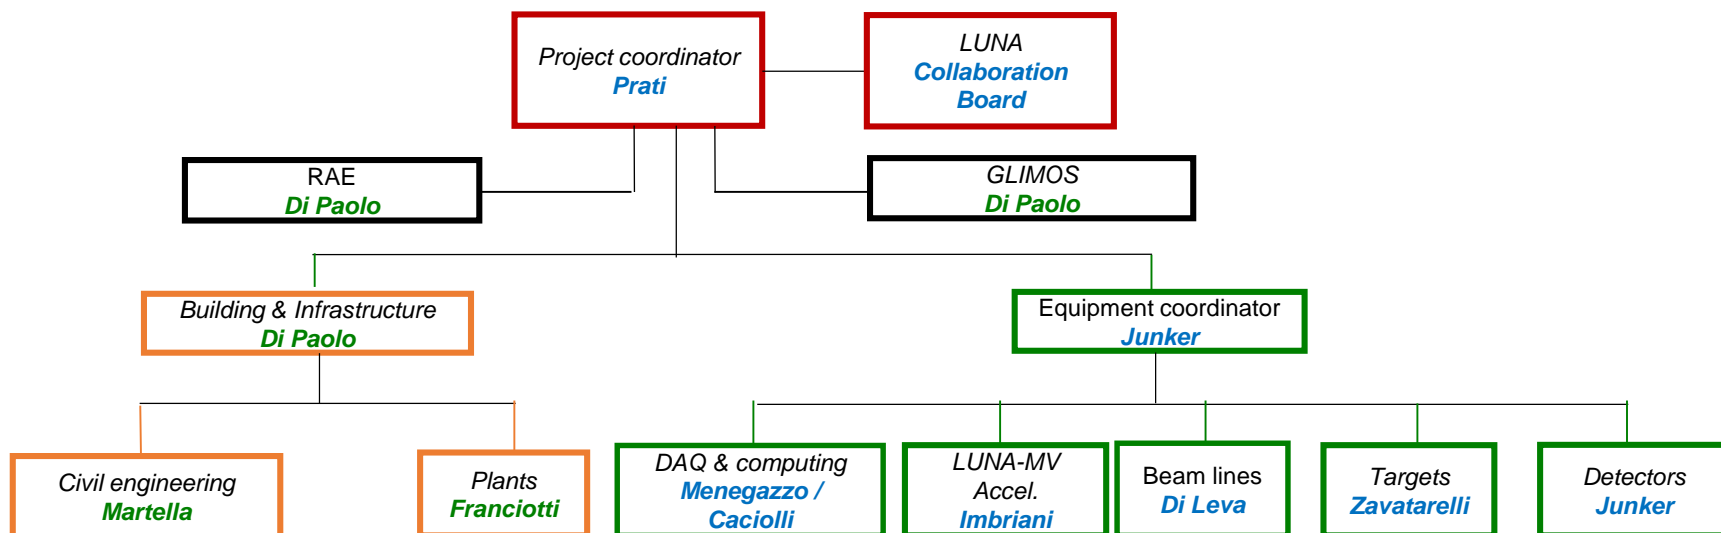 Project coordinator
Prati
LUNA
Collaboration
Board
RAE
Di Paolo
GLIMOS
Di Paolo
Building & Infrastructure
Di Paolo
Equipment coordinator
Junker
Civil engineering
Martella
Plants
Franciotti
DAQ & computing
Menegazzo /
Caciolli
LUNA-MV
Accel.
Imbriani
Beam lines
Di Leva
Targets
Zavatarelli
Detectors
Junker